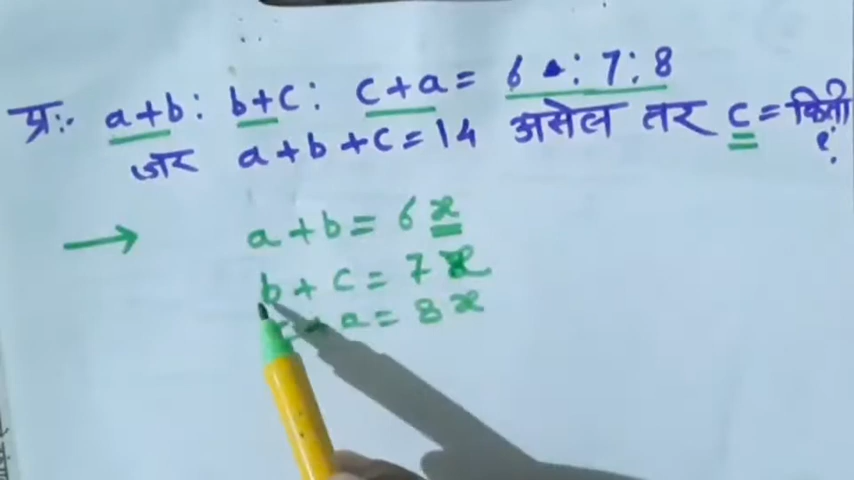 प्र:- a+b : b+c : c+a = 6 : 7 : 8
जर a+b+c=14 असेल तर c = किती ?
→ a+b = 6x
b+c = 7x
c+a = 8x